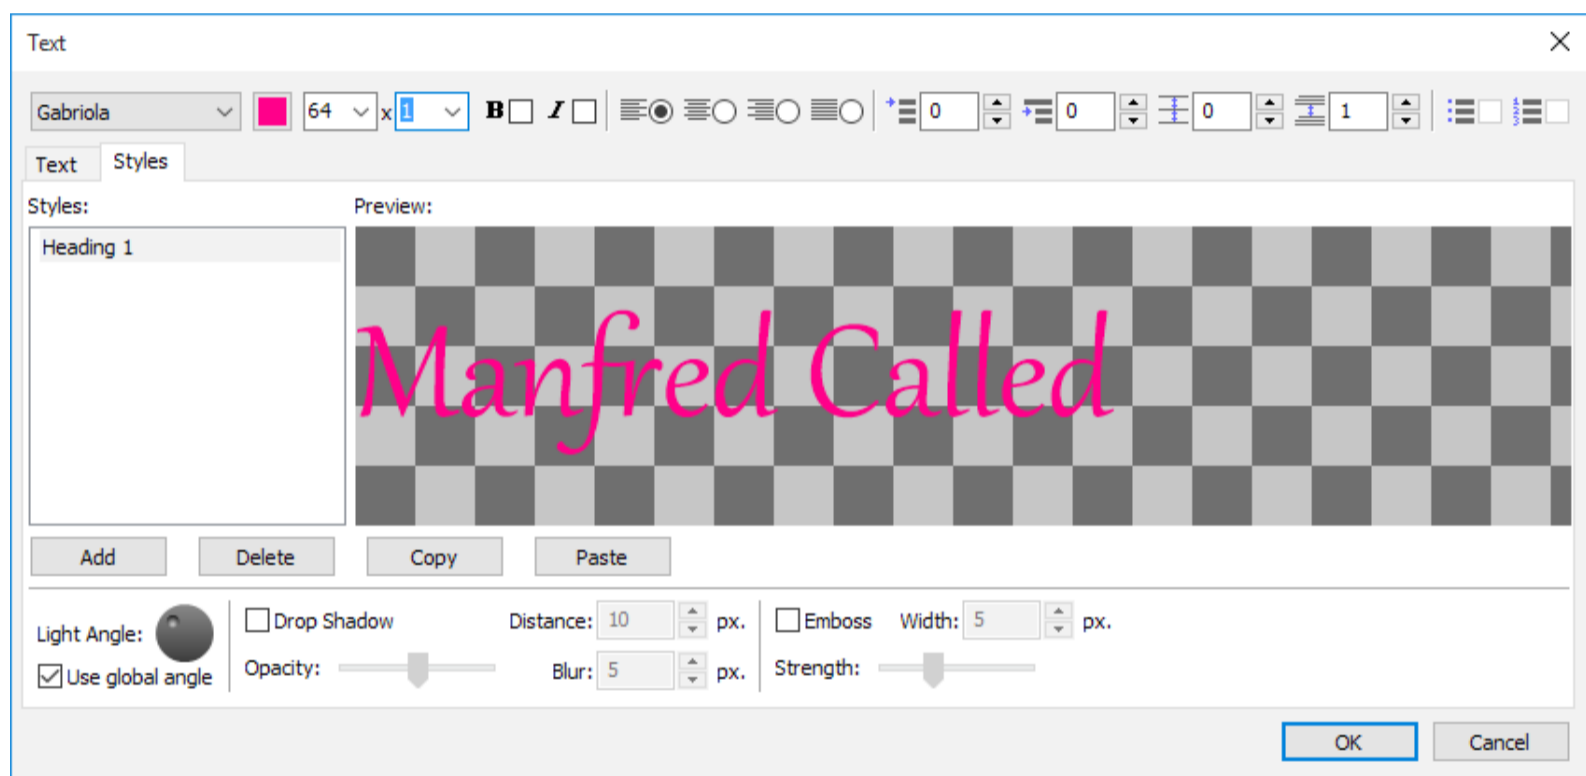 Text
Gabriola 64 x 1 B I 0 0 0 1
Text Styles
Styles: Preview:
Heading 1
Manfred Called
Add Delete Copy Paste
Light Angle: Drop Shadow Distance: 10 px. Emboss Width: 5 px.
Use global angle Opacity: Blur: 5 px. Strength:
OK Cancel